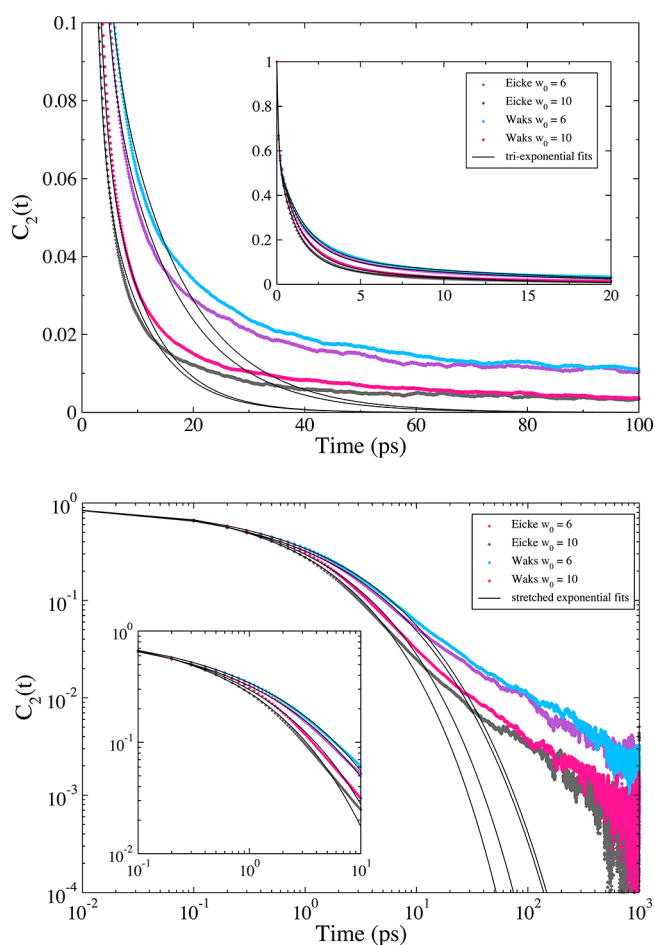 0.1
0.08
0.06
0.04
0.02
0
C2(t)
0 20 40 60 80 100
Time (ps)
1
0.8
0.6
0.4
0.2
0
0 5 10 15 20
Eicke w0 = 6
Eicke w0 = 10
Waks w0 = 6
Waks w0 = 10
tri-exponential fits
10^0
10^-1
10^-2
10^-3
10^-4
C2(t)
10^-2 10^-1 10^0 10^1 10^2 10^3
Time (ps)
Eicke w0 = 6
Eicke w0 = 10
Waks w0 = 6
Waks w0 = 10
stretched exponential fits
10^0
10^-1
10^-2
10^-1 10^0 10^1